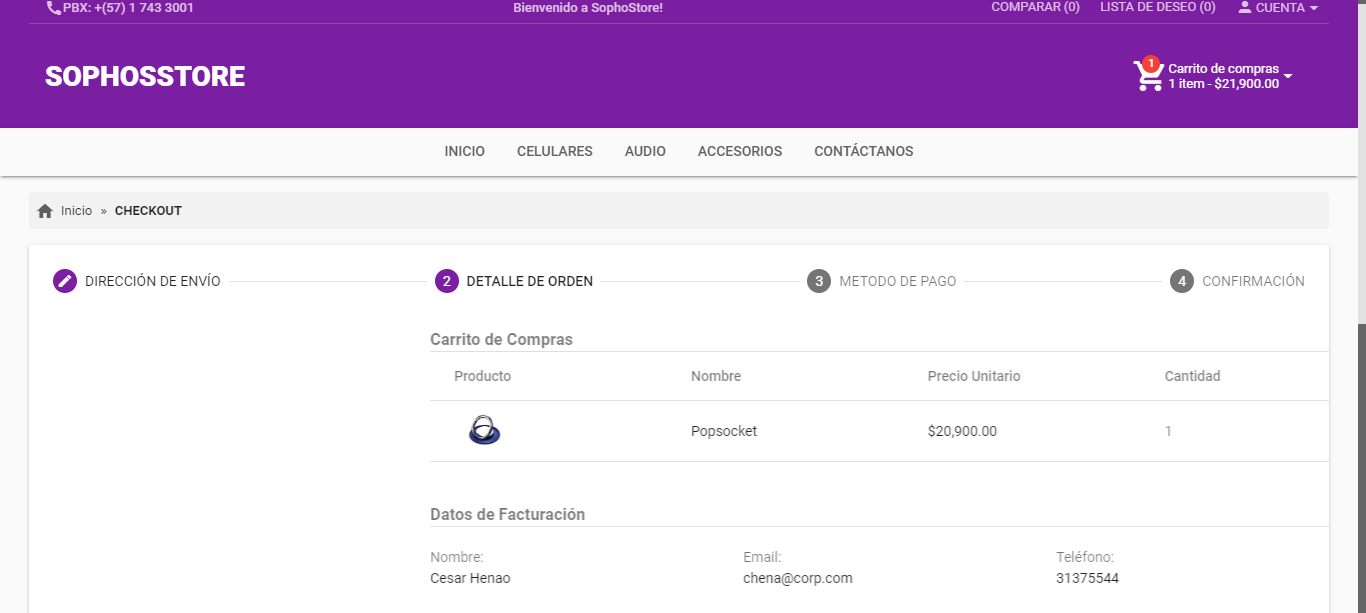 PBX: +(57) 1 743 3001
Bienvenido a SophoStore!
COMPARAR (0)
LISTA DE DESEO (0)
CUENTA
SOPHOSSTORE
1
Carrito de compras
1 item - $21,900.00
INICIO
CELULARES
AUDIO
ACCESORIOS
CONTÁCTANOS
Inicio » CHECKOUT
DIRECCIÓN DE ENVÍO
2 DETALLE DE ORDEN
3 METODO DE PAGO
4 CONFIRMACIÓN
Carrito de Compras
Producto Nombre Precio Unitario Cantidad
Popsocket $20,900.00 1
Datos de Facturación
Nombre: Email: Teléfono:
Cesar Henao chena@corp.com 31375544